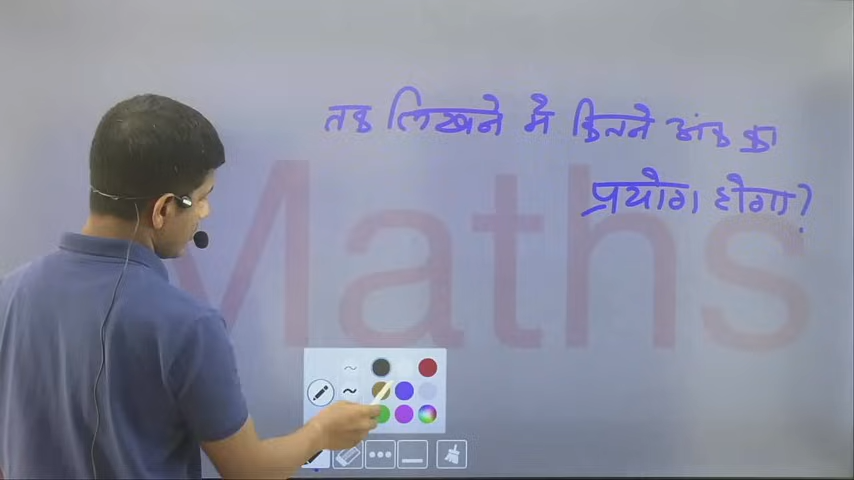 तक लिखने में कितने अंक का
प्रयोग होगा?
Maths